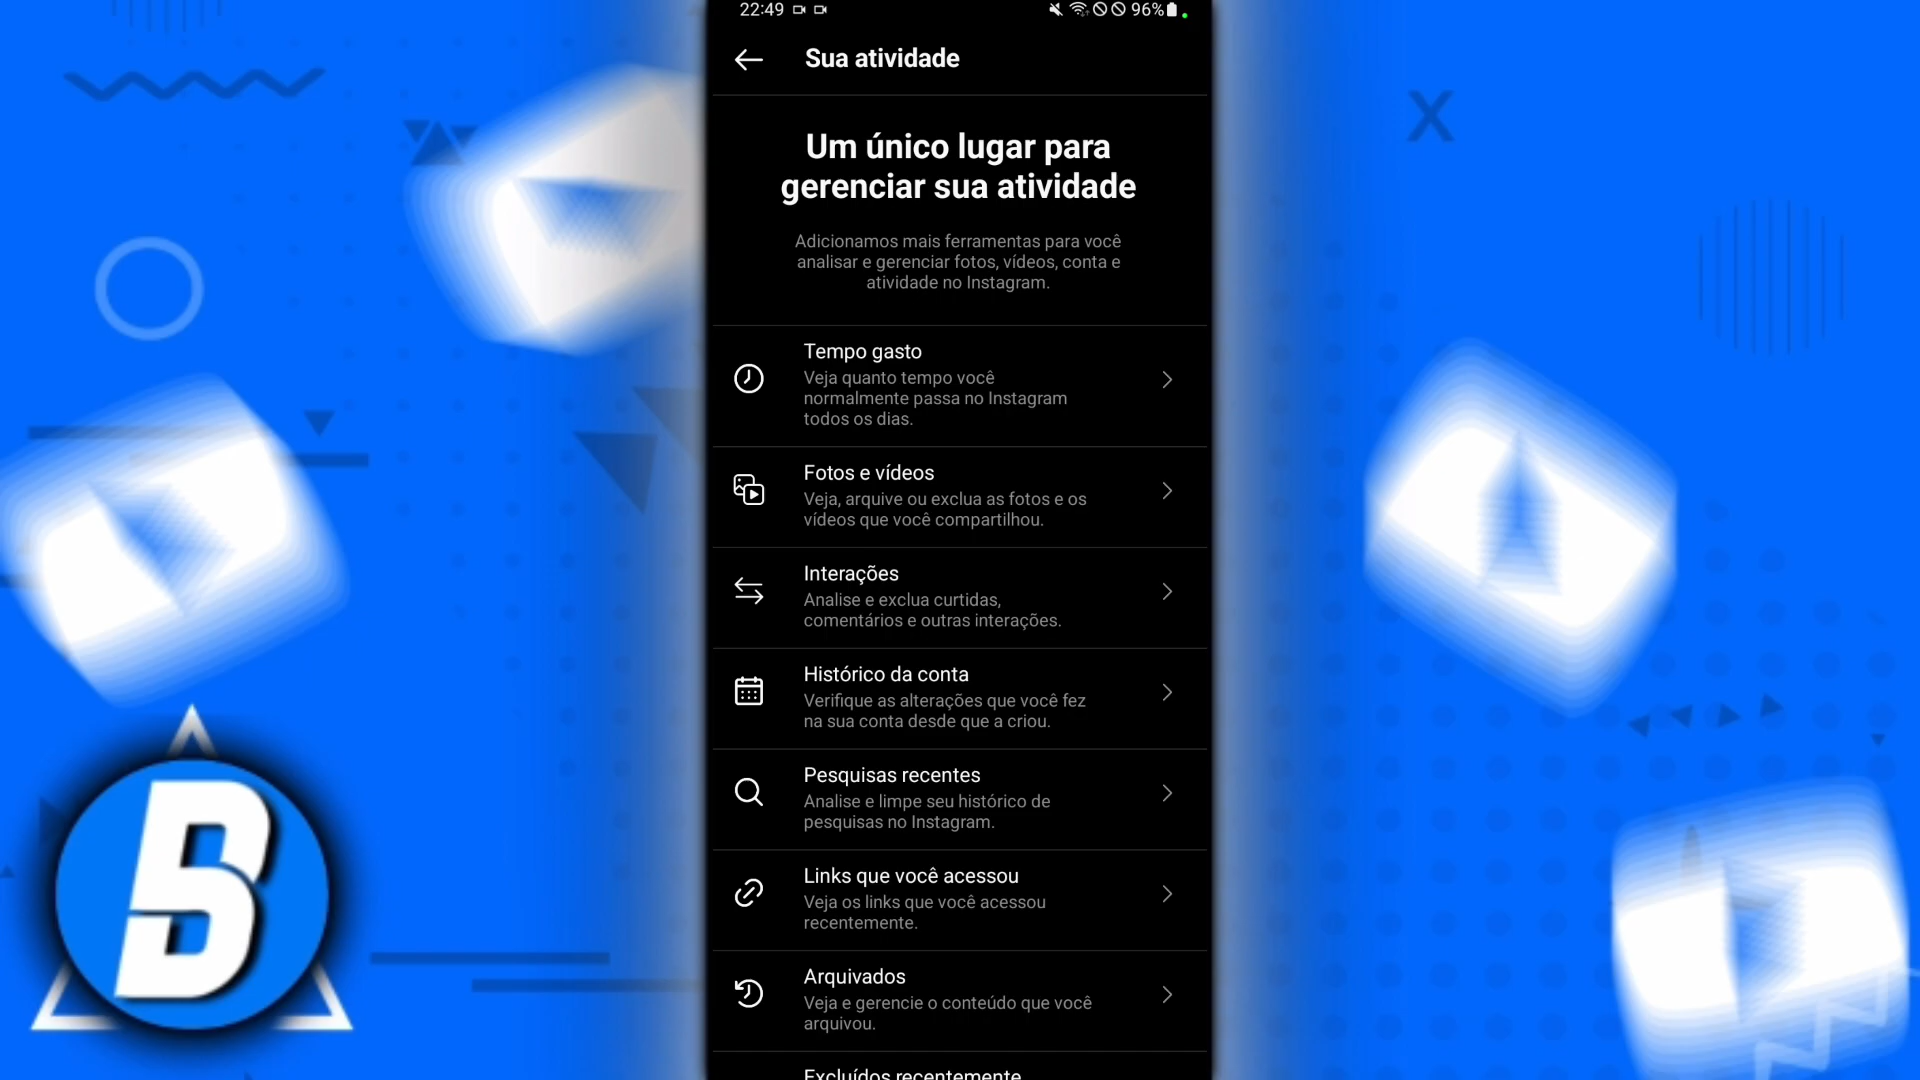 22:49
96%
Sua atividade
Um único lugar para
gerenciar sua atividade
Adicionamos mais ferramentas para você
analisar e gerenciar fotos, vídeos, conta e
atividade no Instagram.
Tempo gasto
Veja quanto tempo você
normalmente passa no Instagram
todos os dias.
Fotos e vídeos
Veja, arquive ou exclua as fotos e os
vídeos que você compartilhou.
Interações
Analise e exclua curtidas,
comentários e outras interações.
Histórico da conta
Verifique as alterações que você fez
na sua conta desde que a criou.
Pesquisas recentes
Analise e limpe seu histórico de
pesquisas no Instagram.
Links que você acessou
Veja os links que você acessou
recentemente.
Arquivados
Veja e gerencie o conteúdo que você
arquivou.
Excluídos recentemente
B